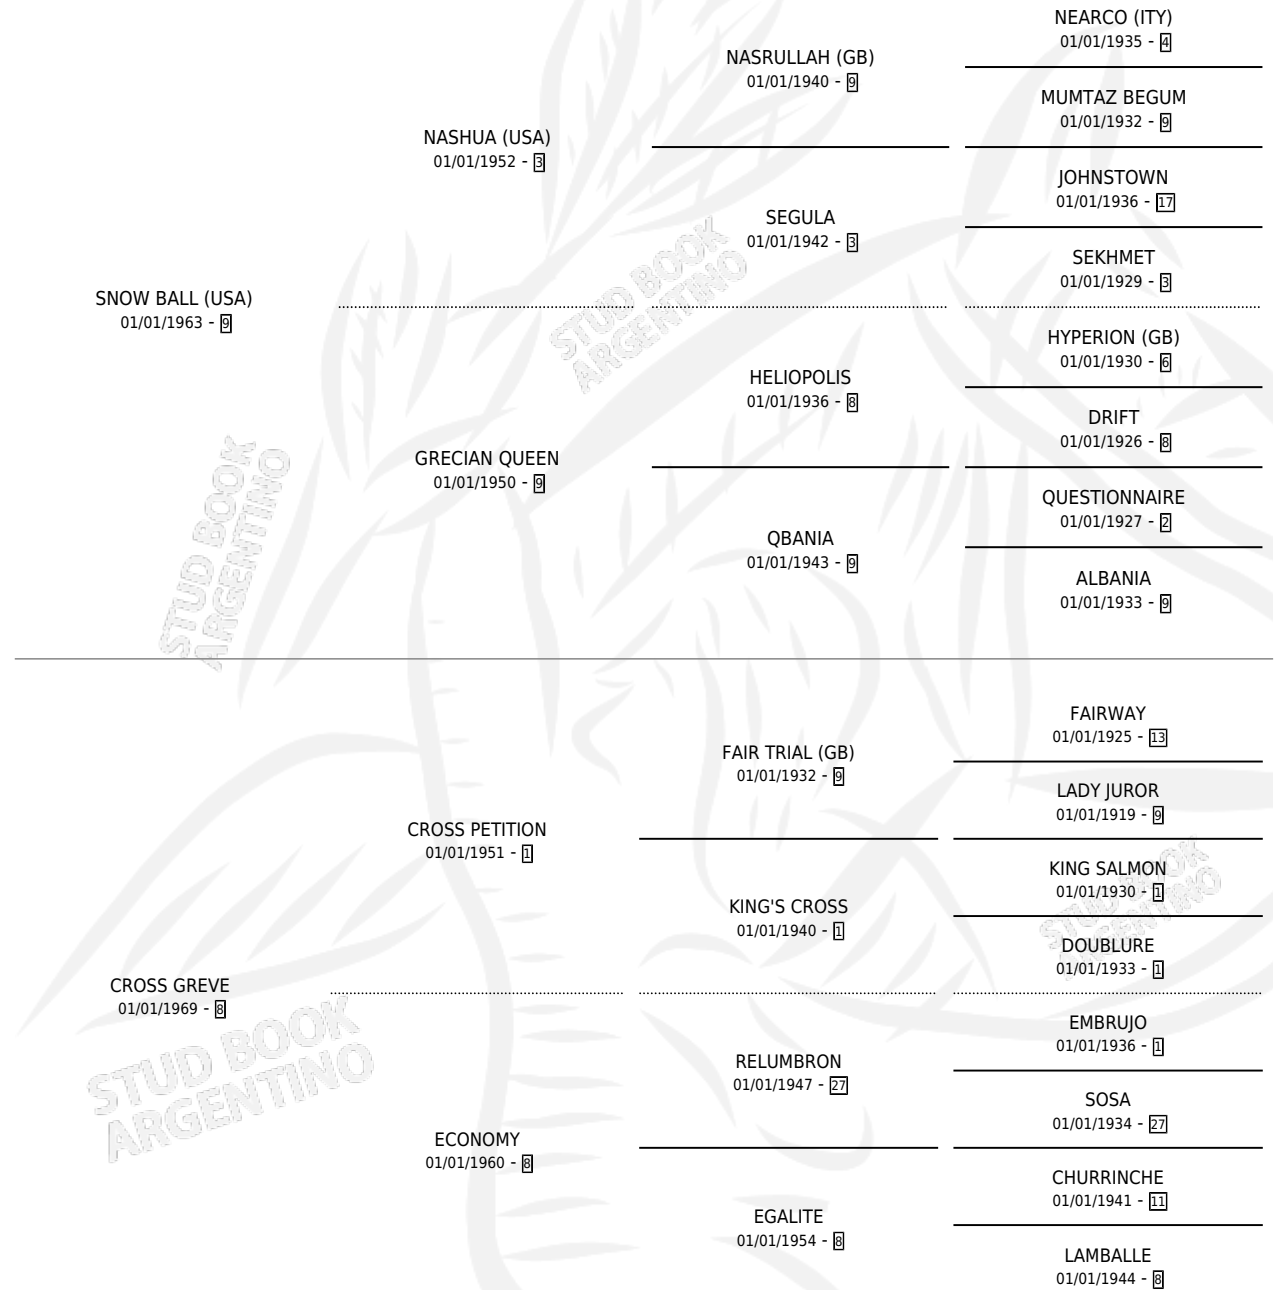 NEARCO (ITY)
01/01/1935 - 4
NASRULLAH (GB)
01/01/1940 - 9
MUMTAZ BEGUM
01/01/1932 - 9
NASHUA (USA)
01/01/1952 - 3
JOHNSTOWN
01/01/1936 - 17
SEGULA
01/01/1942 - 3
SEKHMET
01/01/1929 - 3
SNOW BALL (USA)
01/01/1963 - 9
HYPERION (GB)
01/01/1930 - 6
HELIOPOLIS
01/01/1936 - 8
DRIFT
01/01/1926 - 8
GRECIAN QUEEN
01/01/1950 - 9
QUESTIONNAIRE
01/01/1927 - 2
QBANIA
01/01/1943 - 9
ALBANIA
01/01/1933 - 9
STUD BOOK
ARGENTINO
STUD BOOK
ARGENTINO
FAIRWAY
01/01/1925 - 13
FAIR TRIAL (GB)
01/01/1932 - 9
LADY JUROR
01/01/1919 - 9
CROSS PETITION
01/01/1951 - 1
KING SALMON
01/01/1930 - 1
KING'S CROSS
01/01/1940 - 1
DOUBLURE
01/01/1933 - 1
STUD BOOK
ARGENTINO
CROSS GREVE
01/01/1969 - 8
EMBRUJO
01/01/1936 - 1
RELUMBRON
01/01/1947 - 27
SOSA
01/01/1934 - 27
ECONOMY
01/01/1960 - 8
CHURRINCHE
01/01/1941 - 11
EGALITE
01/01/1954 - 8
LAMBALLE
01/01/1944 - 8
STUD BOOK
ARGENTINO